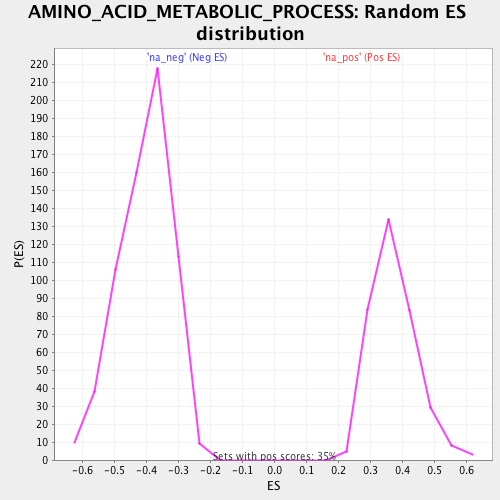 AMINO_ACID_METABOLIC_PROCESS: Random ES
distribution
'na_neg' (Neg ES)
'na_pos' (Pos ES)
220
210
200
190
180
170
160
150
140
130
120
110
100
90
80
70
60
50
40
30
20
10
0
P(ES)
Sets with pos scores: 35%
-0.6 -0.5 -0.4 -0.3 -0.2 -0.1 0.0 0.1 0.2 0.3 0.4 0.5 0.6
ES